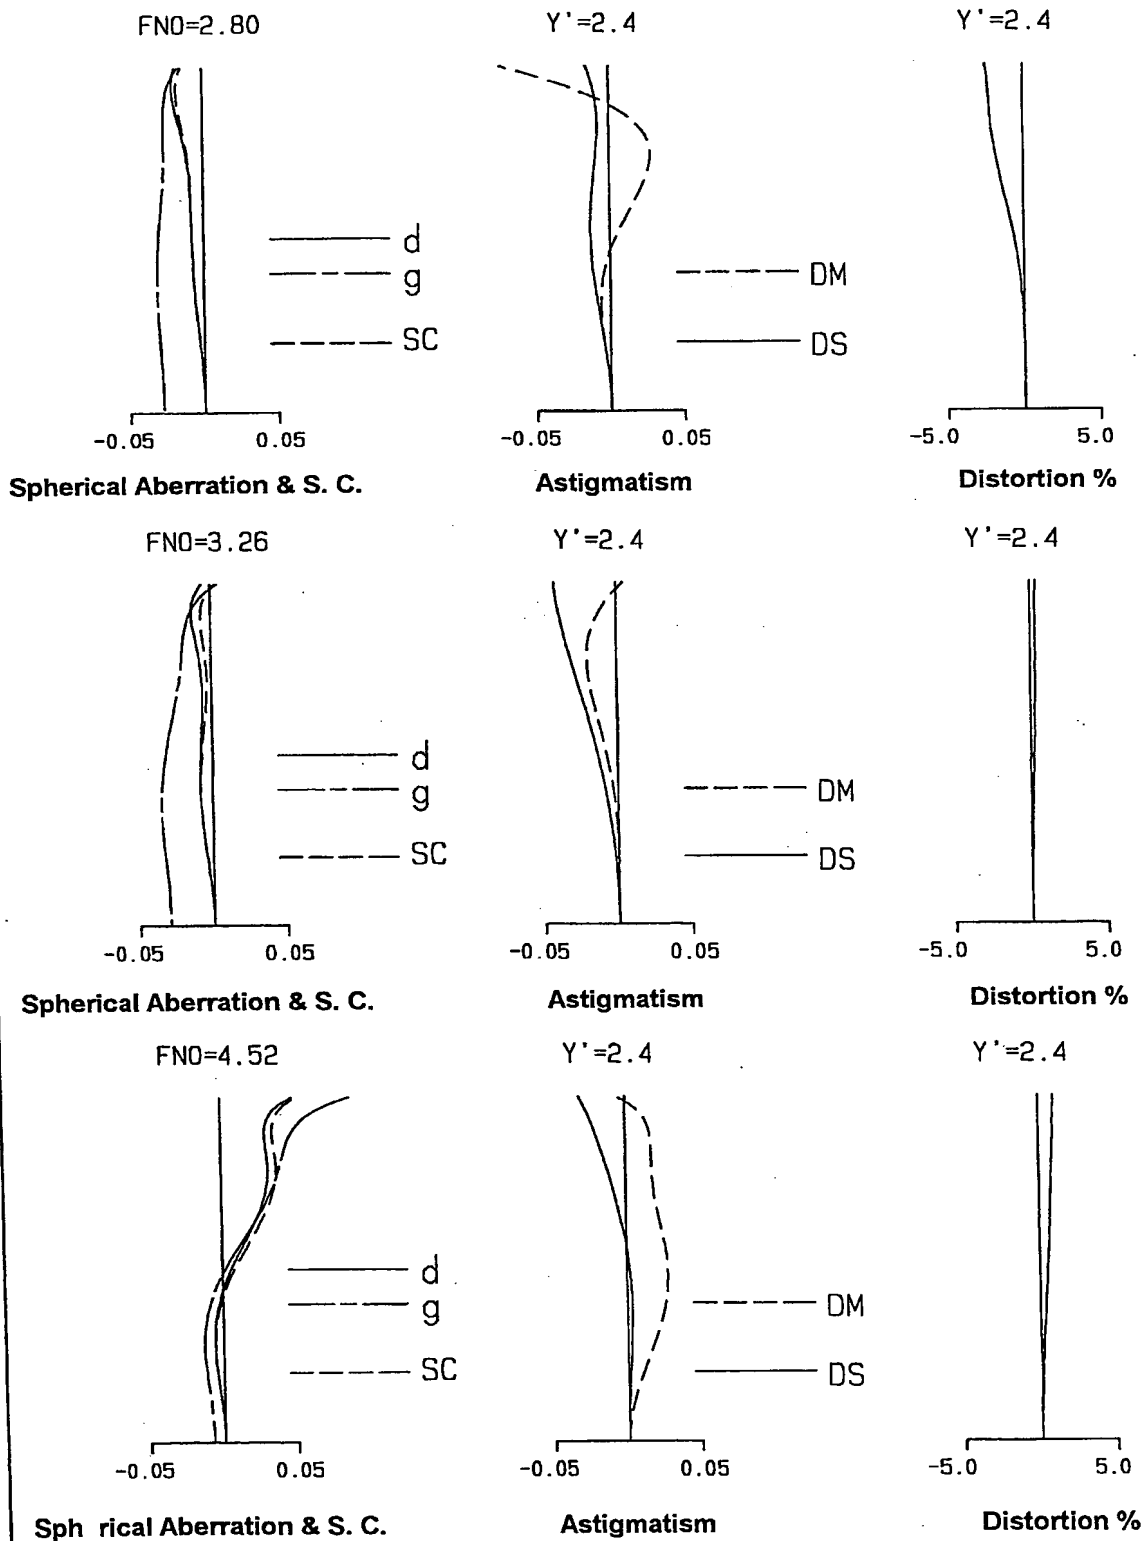 FNO=2.80 Y'=2.4 Y'=2.4
d
g
SC
DM
DS
-0.05 0.05 -0.05 0.05 -5.0 5.0
Spherical Aberration & S. C. Astigmatism Distortion %
FNO=3.26 Y'=2.4 Y'=2.4
d
g
SC
DM
DS
-0.05 0.05 -0.05 0.05 -5.0 5.0
Spherical Aberration & S. C. Astigmatism Distortion %
FNO=4.52 Y'=2.4 Y'=2.4
d
g
SC
DM
DS
-0.05 0.05 -0.05 0.05 -5.0 5.0
Sph rical Aberration & S. C. Astigmatism Distortion %